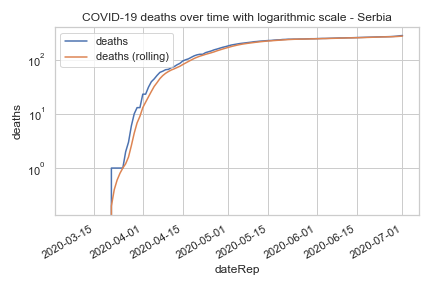 COVID-19 deaths over time with logarithmic scale - Serbia
deaths
deaths (rolling)
10²
10¹
10⁰
deaths
2020-03-15
2020-04-01
2020-04-15
2020-05-01
2020-05-15
2020-06-01
2020-06-15
2020-07-01
dateRep